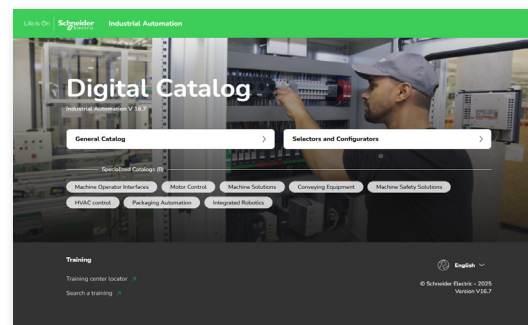 Life Is On | Schneider Electric
Industrial Automation
Digital Catalog
Industrial Automation V 16.7
General Catalog
Selectors and Configurators
Specialized Catalogs (8)
Machine Operator Interfaces
Motor Control
Machine Solutions
Conveying Equipment
Machine Safety Solutions
HVAC control
Packaging Automation
Integrated Robotics
Training
Training center locator
Search a training
English
© Schneider Electric - 2025
Version V16.7